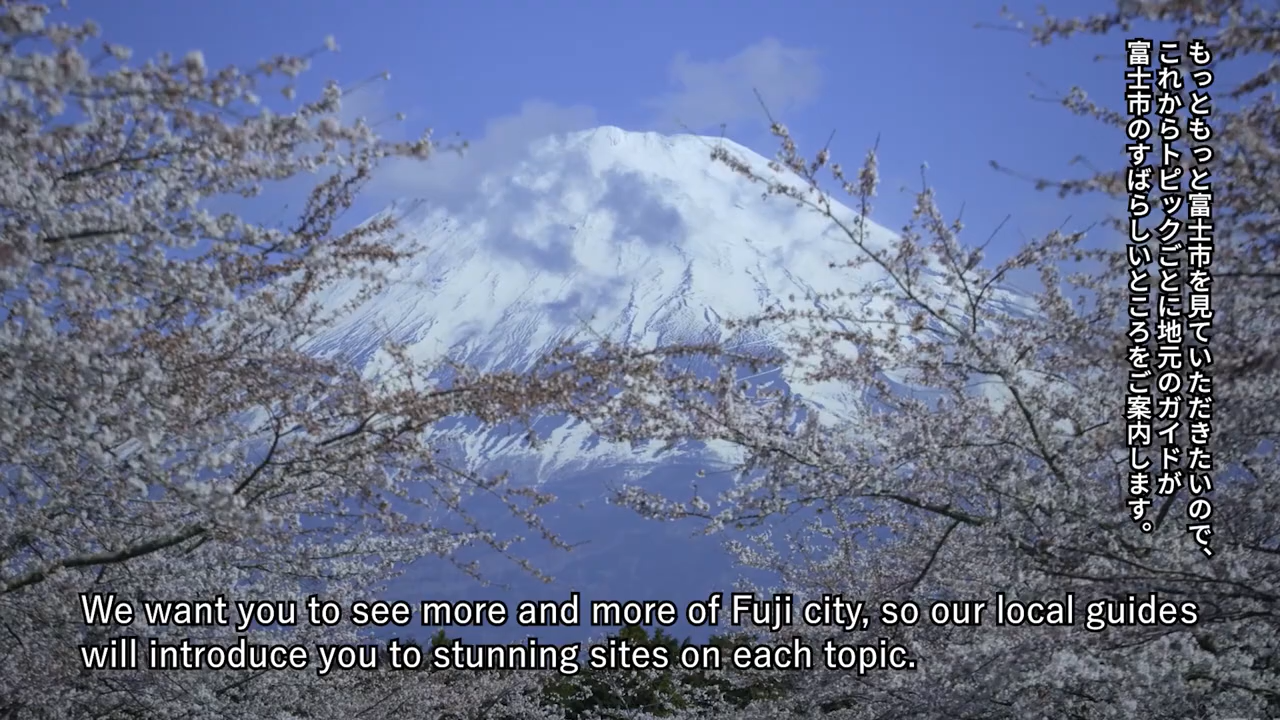 もっともっと富士市を見ていただきたいので、
これからトピックごとに地元のガイドが
富士市のすばらしいところをご案内します。
We want you to see more and more of Fuji city, so our local guides
will introduce you to stunning sites on each topic.